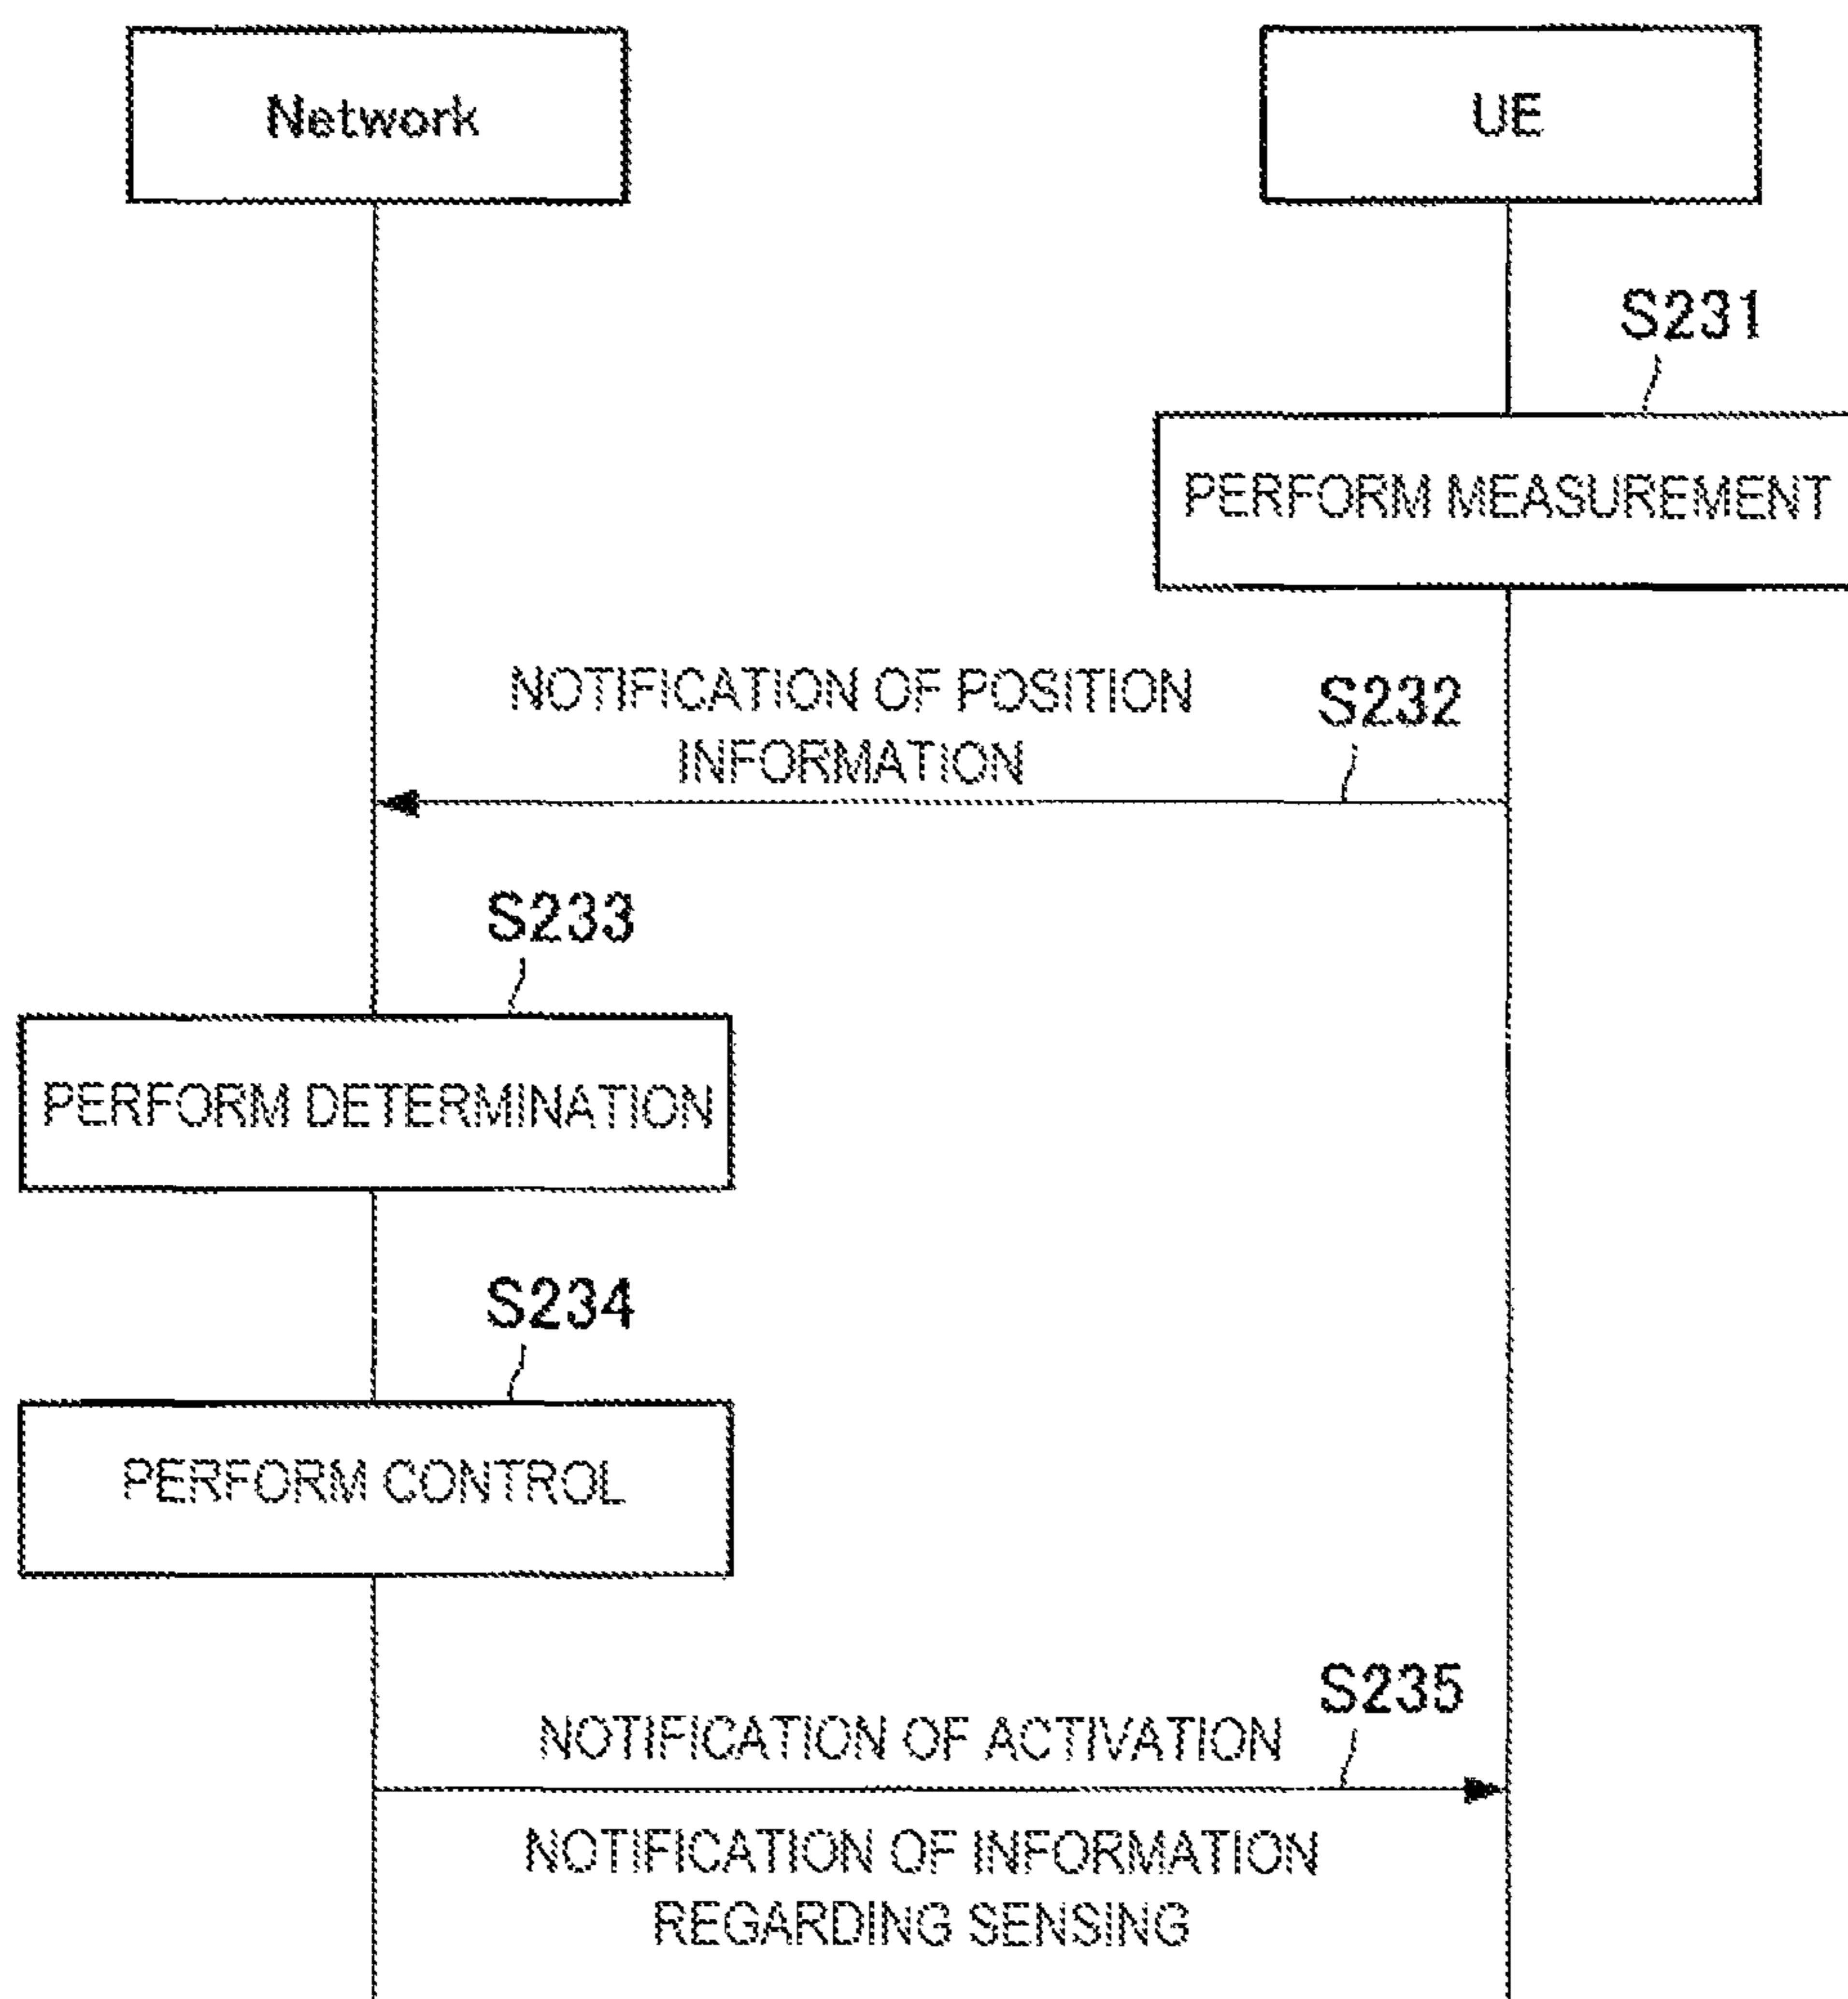 Network
UE
S231
PERFORM MEASUREMENT
NOTIFICATION OF POSITION
INFORMATION
S232
S233
PERFORM DETERMINATION
S234
PERFORM CONTROL
S235
NOTIFICATION OF ACTIVATION
NOTIFICATION OF INFORMATION
REGARDING SENSING